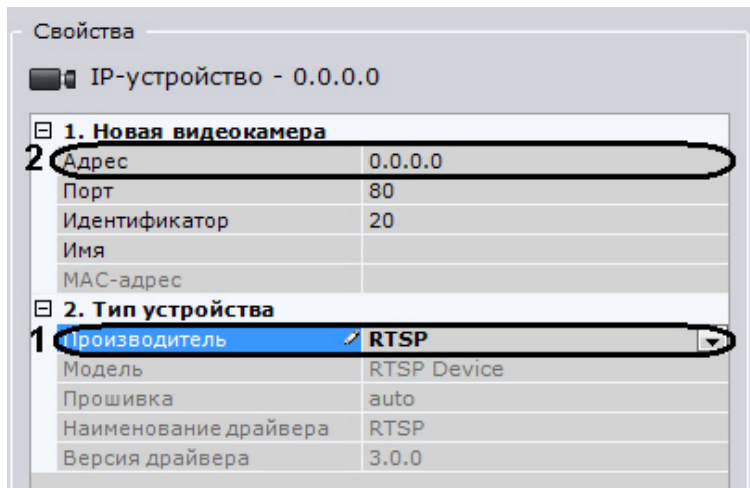 Свойства
IP-устройство - 0.0.0.0
1. Новая видеокамера
2 Адрес 0.0.0.0
Порт 80
Идентификатор 20
Имя
MAC-адрес
2. Тип устройства
1 Производитель RTSP
Модель RTSP Device
Прошивка auto
Наименование драйвера RTSP
Версия драйвера 3.0.0